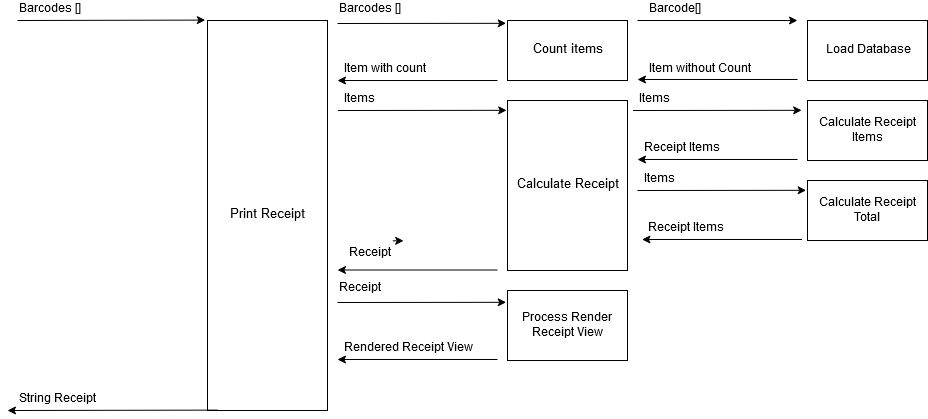 Barcodes []
Barcodes []
Barcode[]
Count items
Load Database
Item with count
Item without Count
Items
Items
Calculate Receipt
Items
Receipt Items
Items
Calculate Receipt
Print Receipt
Calculate Receipt
Total
Receipt Items
Receipt
Receipt
Process Render
Receipt View
Rendered Receipt View
String Receipt